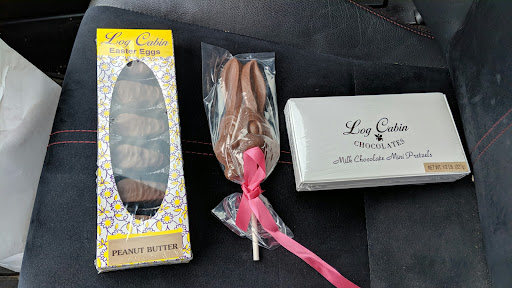 Log Cabin
Easter Eggs
PEANUT BUTTER
Log Cabin
CHOCOLATES
Milk Chocolate Mini Pretzels